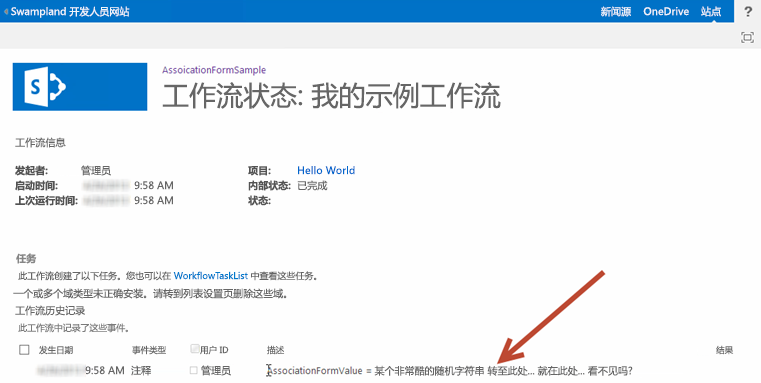 Swampland 开发人员网站 新闻源 OneDrive 站点 ?
S
AssoicationFormSample
工作流状态: 我的示例工作流
工作流信息
发起者: 管理员 项目: Hello World
启动时间: 9:58 AM 内部状态: 已完成
上次运行时间: 9:58 AM 状态:
任务
此工作流创建了以下任务。您也可以在 WorkflowTaskList 中查看这些任务。
一个或多个域类型未正确安装。请转到列表设置页删除这些域。
工作流历史记录
此工作流中记录了这些事件。
发生日期 事件类型 用户 ID 描述 结果
9:58 AM 注释 管理员 AssociationFormValue = 某个非常酷的随机字符串 转至此处... 就在此处... 看不见吗?